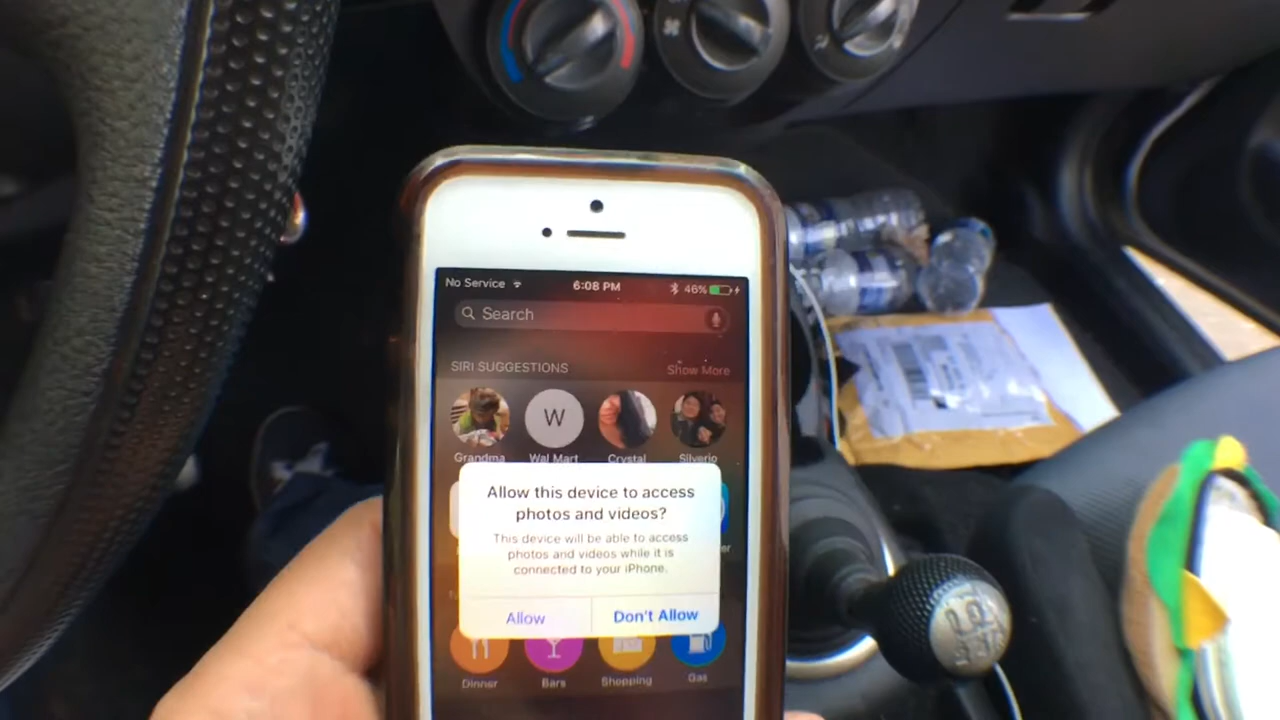 No Service
6:08 PM
46%
Search
SIRI SUGGESTIONS
Show More
W
Grandma
Wal Mart
Crystal
Silverio
Allow this device to access
photos and videos?
This device will be able to access
photos and videos while it is
connected to your iPhone.
Allow
Don't Allow
Dinner
Bars
Shopping
Gas